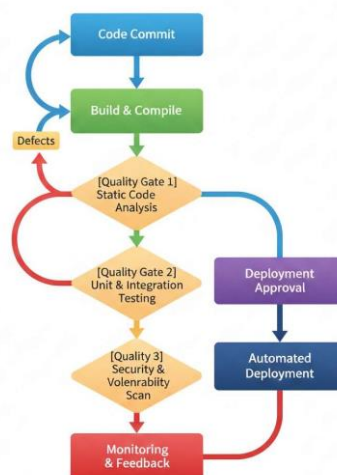 Code Commit
Build & Compile
Defects
[Quality Gate 1]
Static Code
Analysis
[Quality Gate 2]
Unit & Integration
Testing
Deployment
Approval
[Quality 3]
Security &
Volenrabiity
Scan
Automated
Deployment
Monitoring
& Feedback